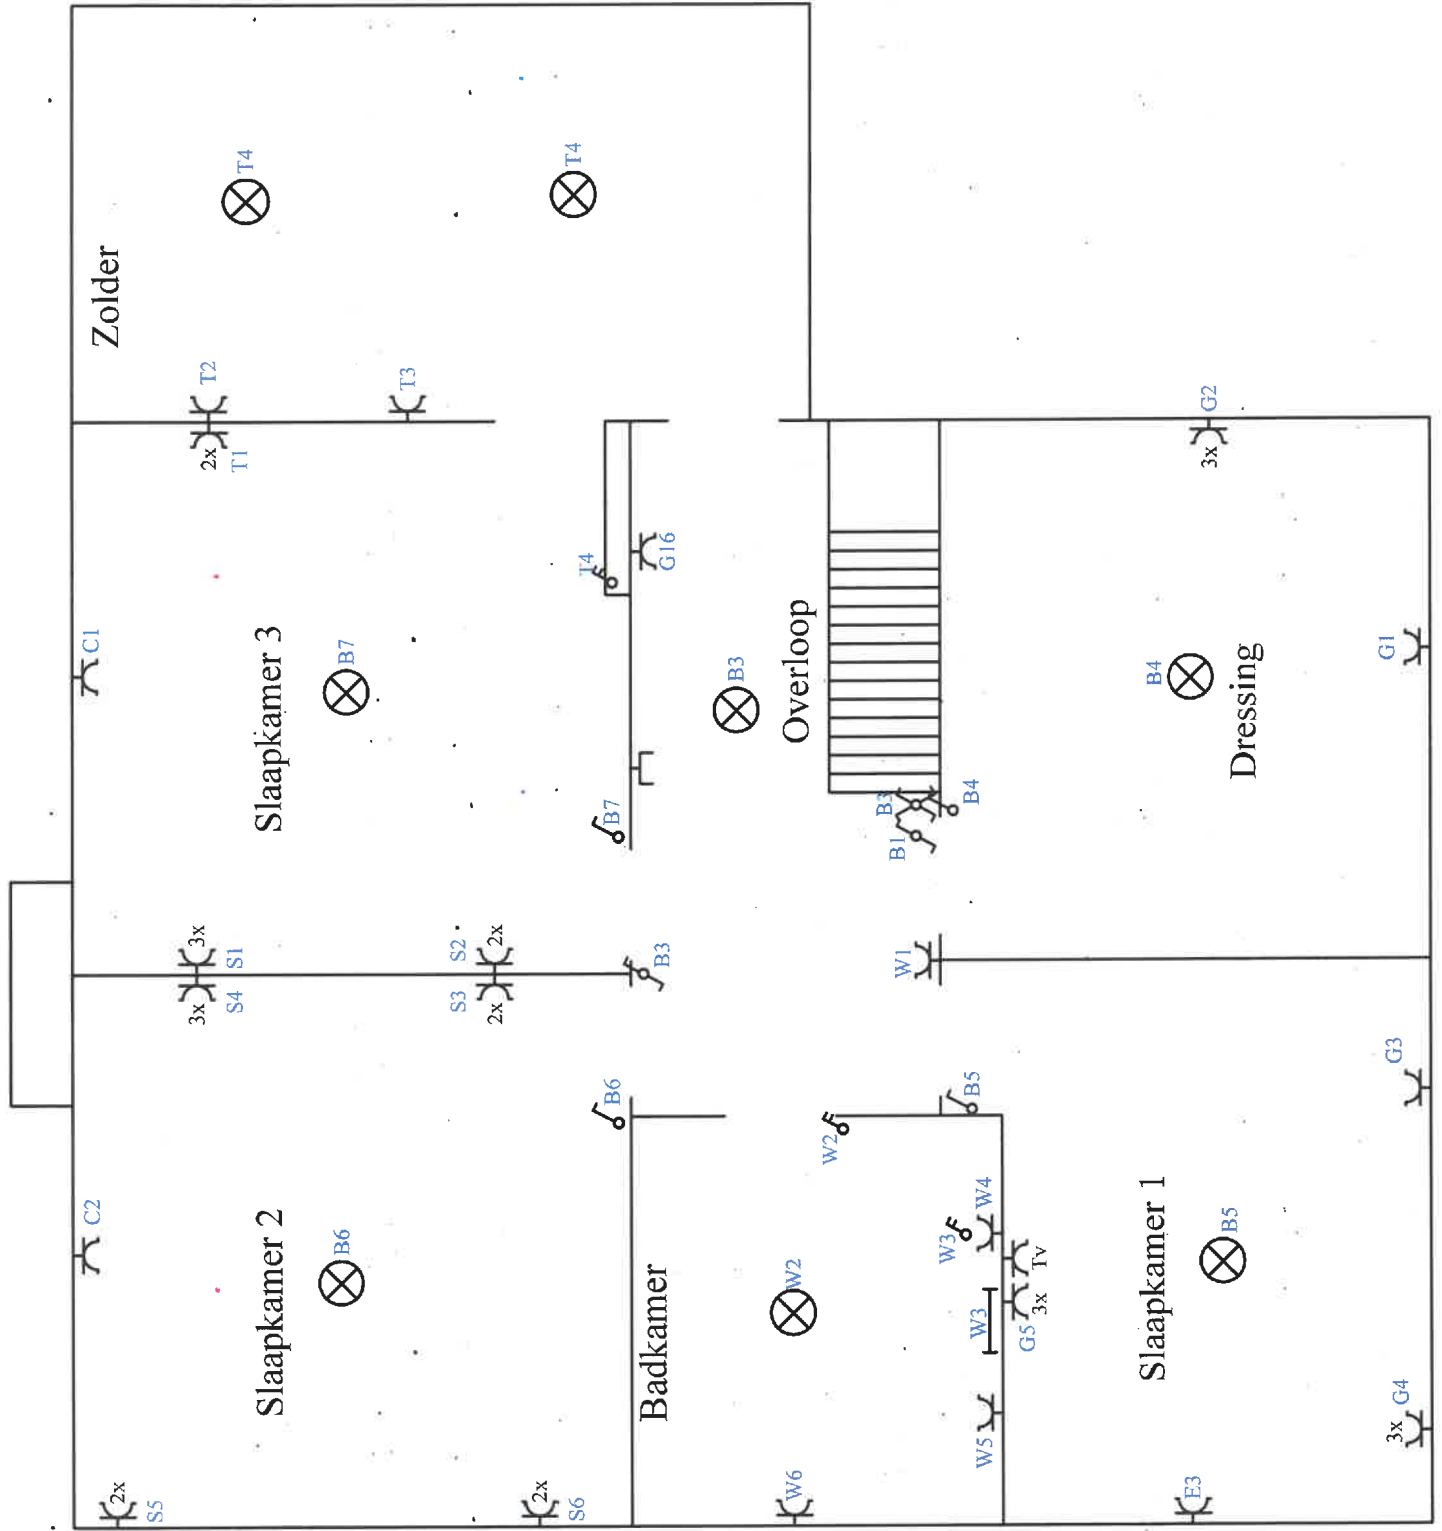 Zolder
T4
T4
T2
2x
T1
T3
C1
Slaapkamer 3
B7
T4
G16
B7
B3
Overloop
B3
B1
B4
G2
3x
B4
Dressing
G1
3x
S1
S4
3x
S2
2x
S3
2x
B3
W1
C2
Slaapkamer 2
B6
B6
2x
S5
2x
S6
Badkamer
W2
W2
B5
W3
W4
W3
W5
W6
Tv
G5
3x
Slaapkamer 1
B5
G3
3x
G4
E3